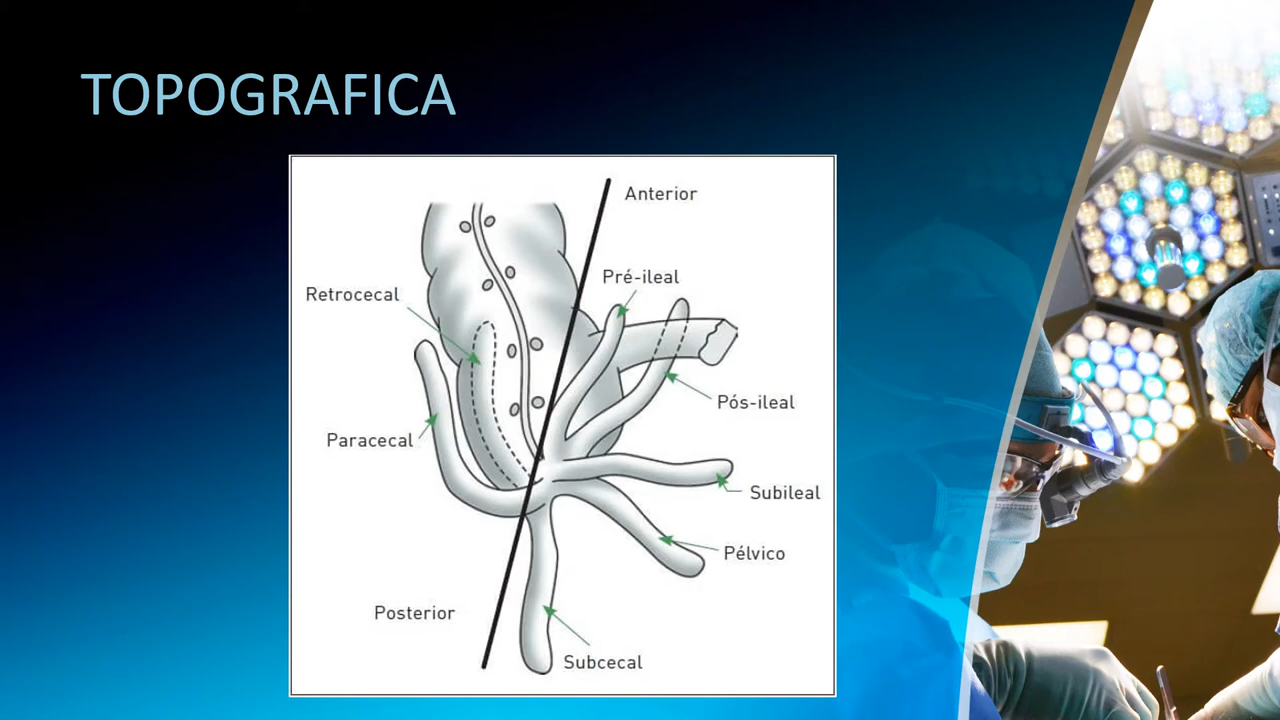 TOPOGRAFICA
Anterior
Pré-ileal
Retrocecal
Pós-ileal
Paracecal
Subileal
Pélvico
Posterior
Subcecal